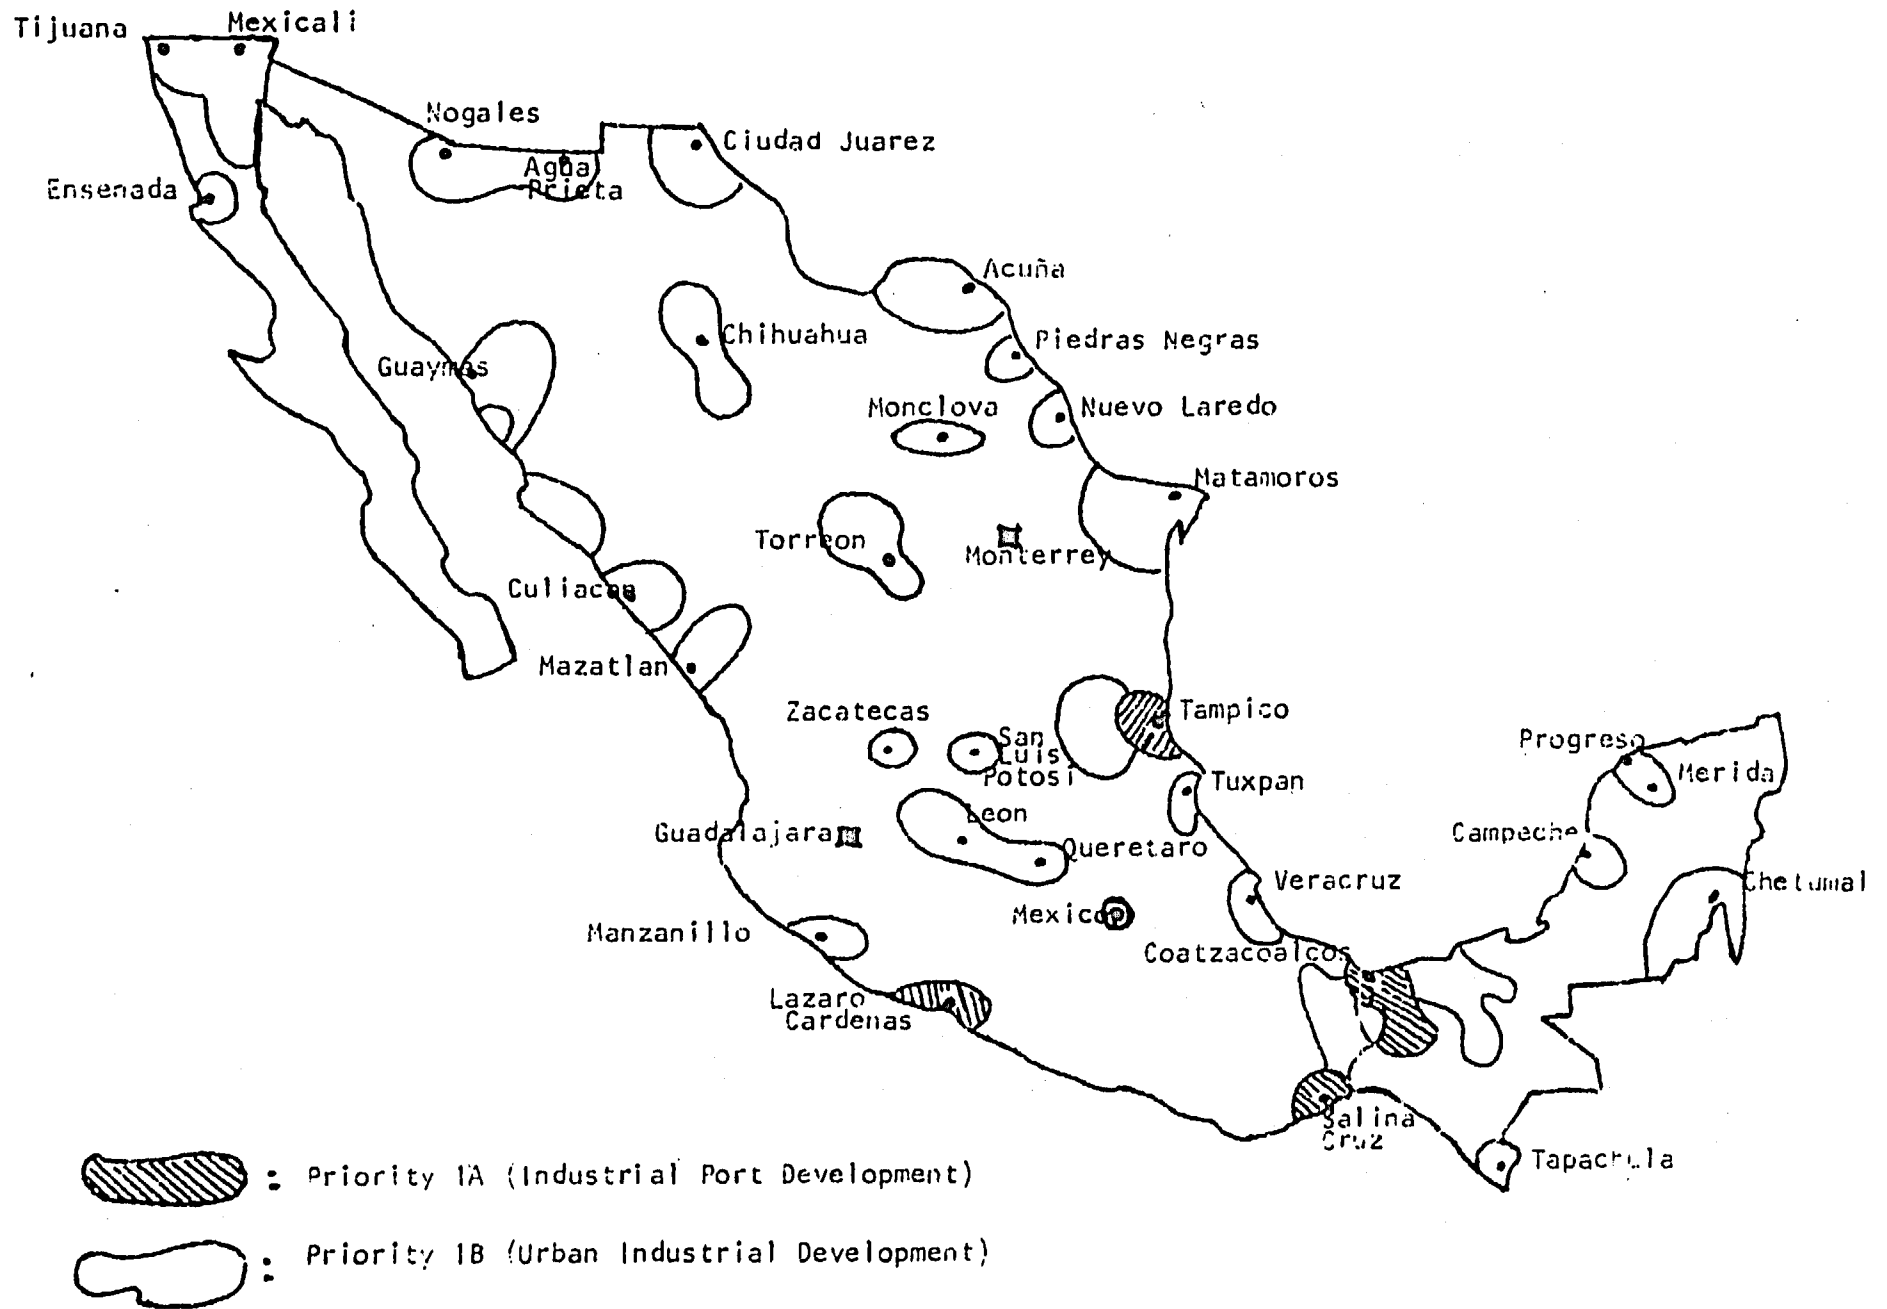 Tijuana
Mexicali
Nogales
Agua
Prieta
Ciudad Juarez
Ensenada
Acuña
Chihuahua
Piedras Negras
Guaymas
Monclova
Nuevo Laredo
Matamoros
Torreon
Monterrey
Culiacan
Mazatlan
Zacatecas
San
Luis
Potosi
Tampico
Progreso
Merida
Tuxpan
Leon
Guadalajara
Queretaro
Campeche
Veracruz
Chetumal
Mexico
Manzanillo
Coatzacoalcos
Lazaro
Cardenas
Salina
Cruz
Tapachula
: Priority 1A (Industrial Port Development)
: Priority 1B (Urban Industrial Development)